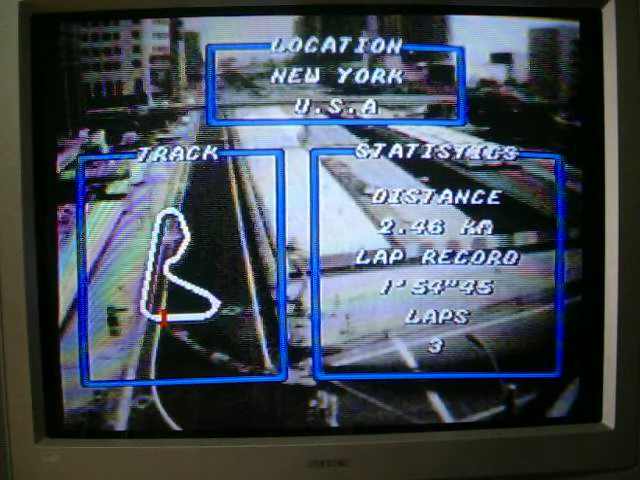 LOCATION
NEW YORK
U.S.A
TRACK
STATISTICS
DISTANCE
2.46 KM
LAP RECORD
1"54"45
LAPS
3